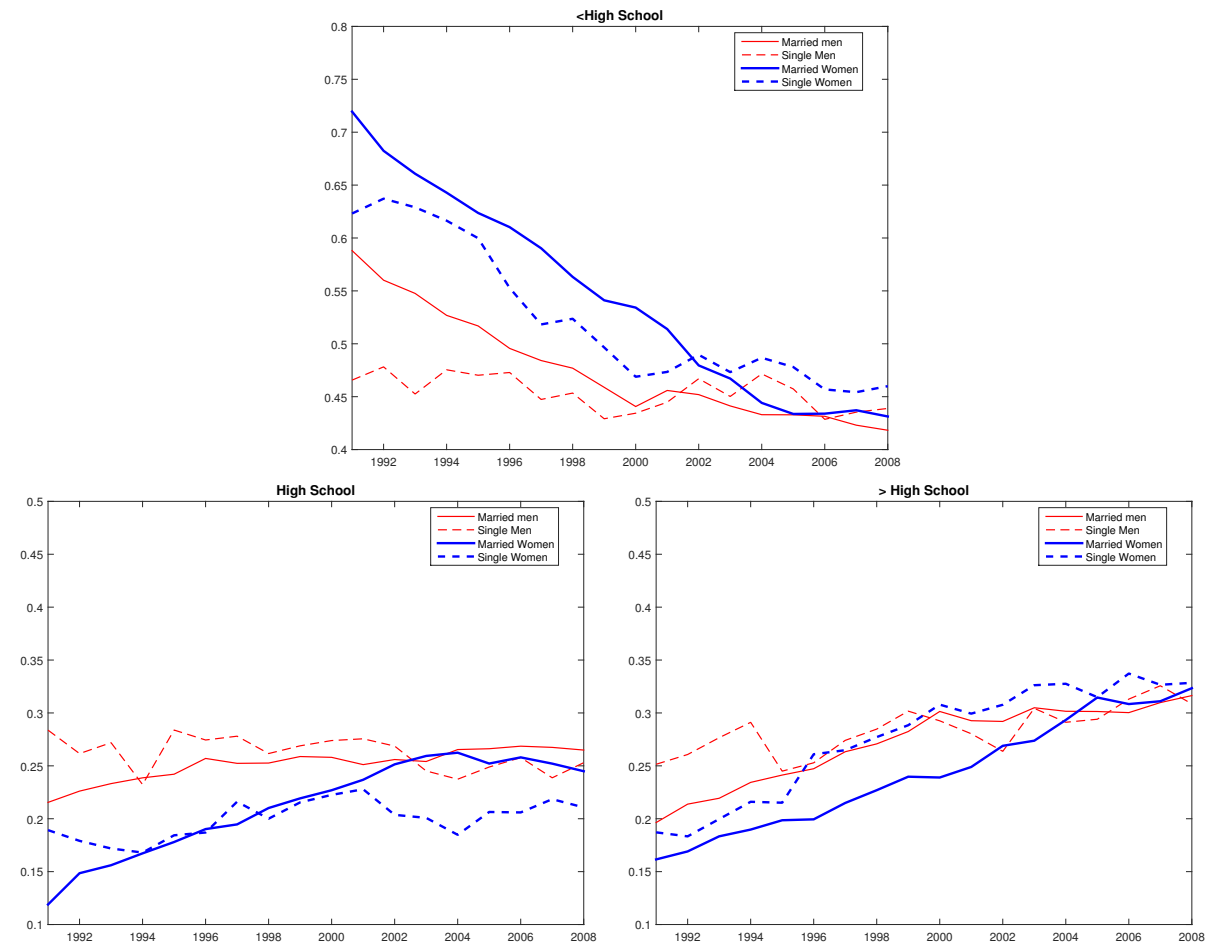 <High School
0.8
0.75
0.7
0.65
0.6
0.55
0.5
0.45
0.4
Married men
Single Men
Married Women
Single Women
1992 1994 1996 1998 2000 2002 2004 2006 2008
High School
0.5
0.45
0.4
0.35
0.3
0.25
0.2
0.15
0.1
Married men
Single Men
Married Women
Single Women
1992 1994 1996 1998 2000 2002 2004 2006 2008
> High School
0.5
0.45
0.4
0.35
0.3
0.25
0.2
0.15
0.1
Married men
Single Men
Married Women
Single Women
1992 1994 1996 1998 2000 2002 2004 2006 2008